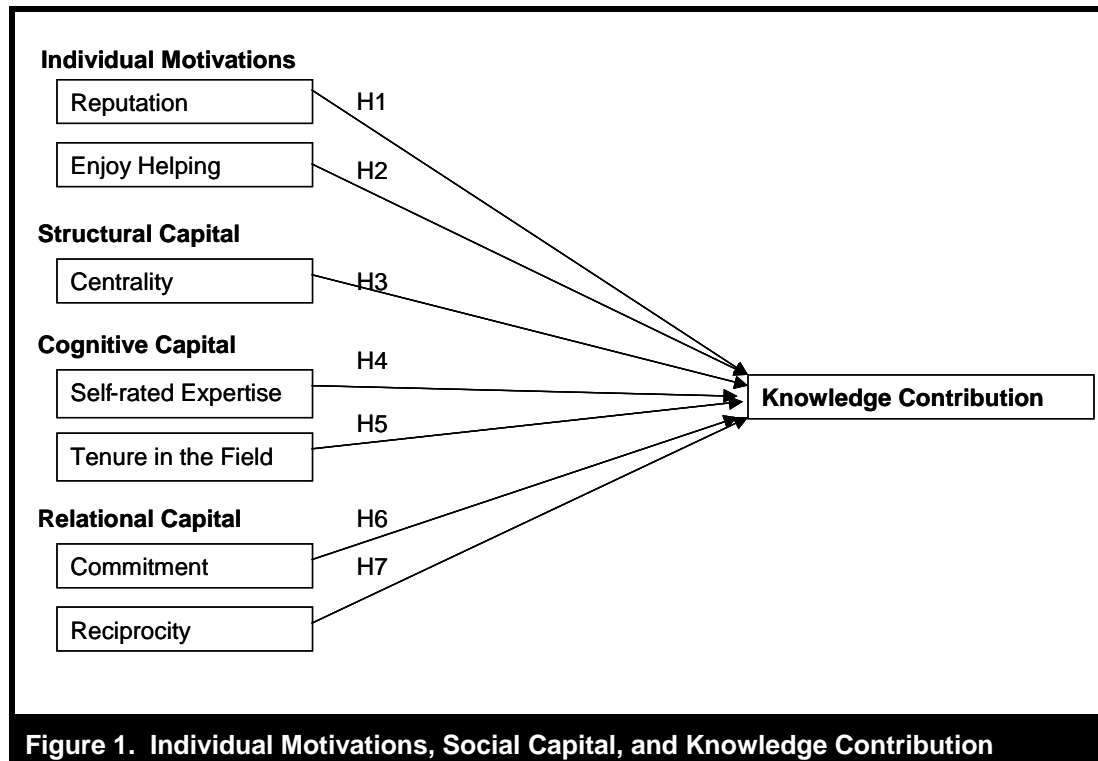 Individual Motivations
Reputation
H1
Enjoy Helping
H2
Structural Capital
Centrality
H3
Cognitive Capital
H4
Self-rated Expertise
Knowledge Contribution
H5
Tenure in the Field
Relational Capital
H6
Commitment
H7
Reciprocity
Figure 1. Individual Motivations, Social Capital, and Knowledge Contribution